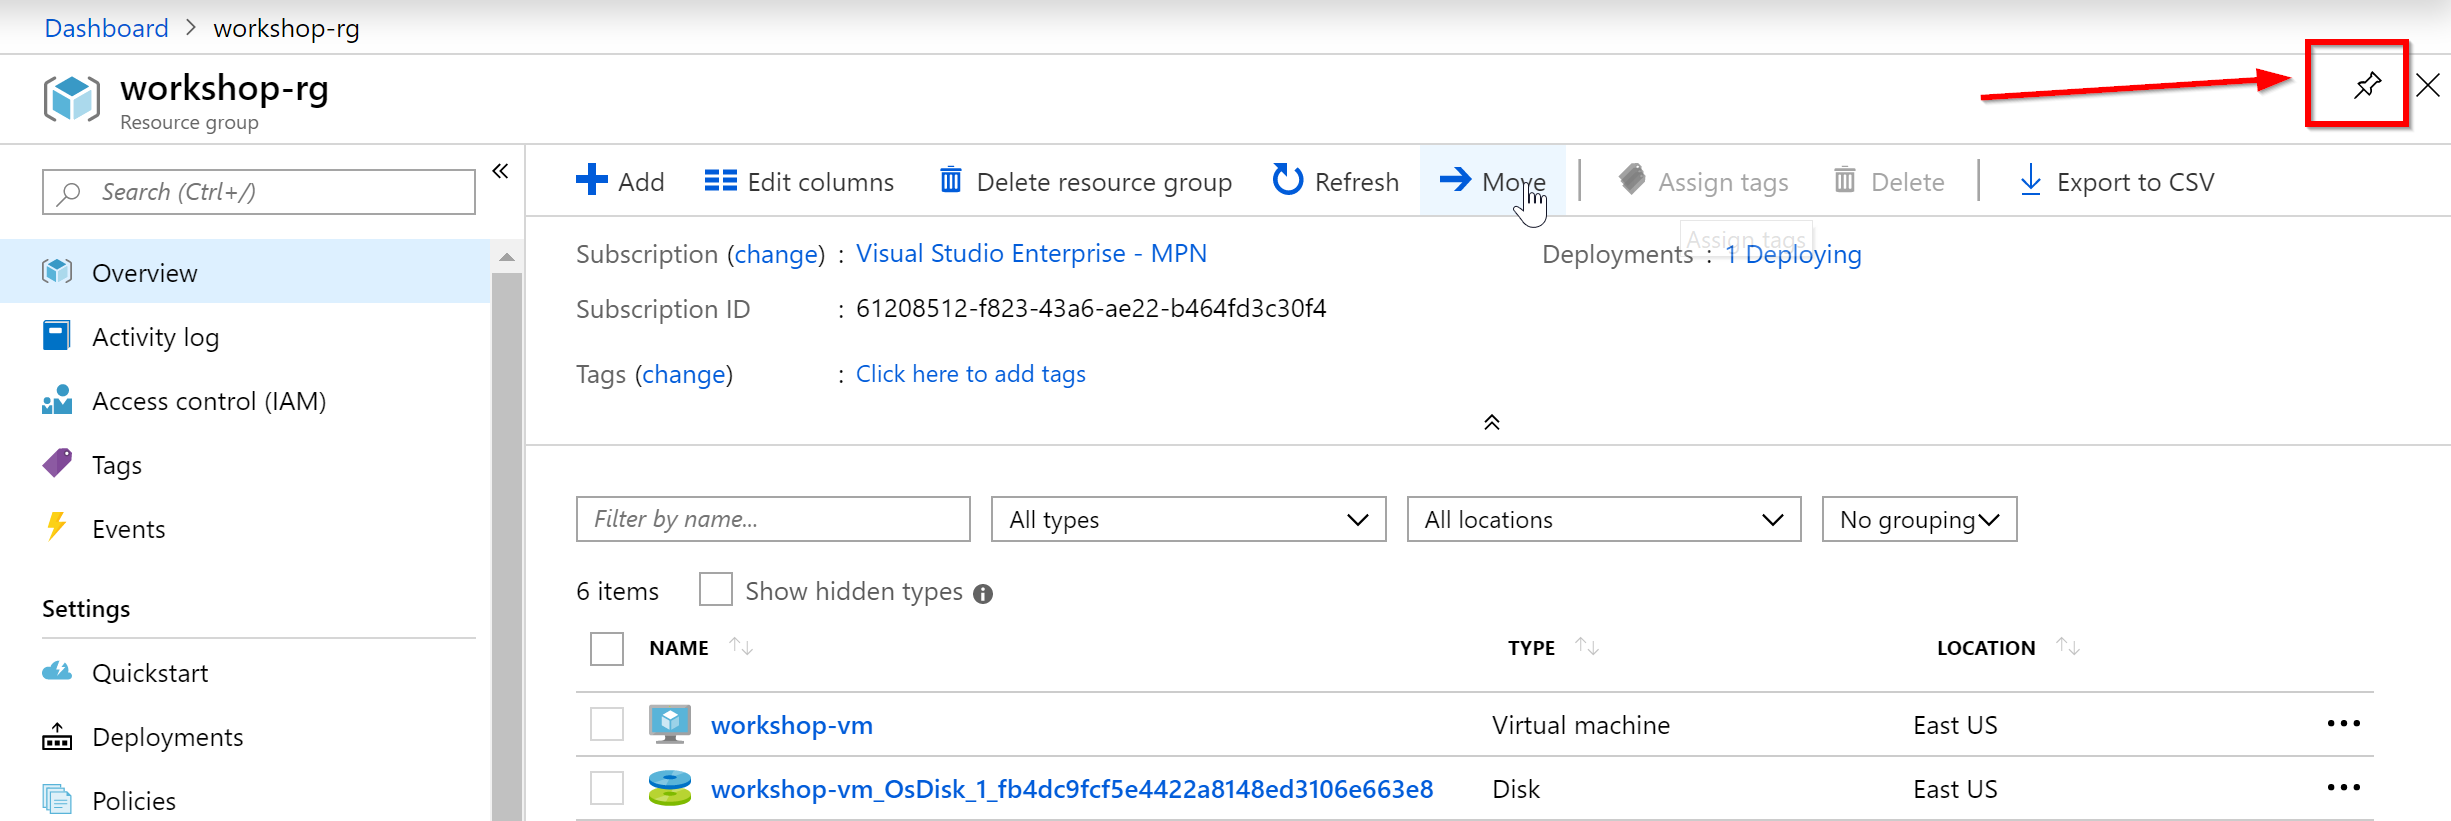 Dashboard > workshop-rg
workshop-rg
Resource group
Search (Ctrl+/)
«
Add
Edit columns
Delete resource group
Refresh
Move
Assign tags
Delete
Export to CSV
Assign tags
Overview
Activity log
Access control (IAM)
Tags
Events
Settings
Quickstart
Deployments
Policies
Subscription (change) : Visual Studio Enterprise - MPN
Deployments : 1 Deploying
Subscription ID : 61208512-f823-43a6-ae22-b464fd3c30f4
Tags (change) : Click here to add tags
Filter by name...
All types
All locations
No grouping
6 items
Show hidden types
NAME TYPE LOCATION
workshop-vm Virtual machine East US
workshop-vm_OsDisk_1_fb4dc9fcf5e4422a8148ed3106e663e8 Disk East US